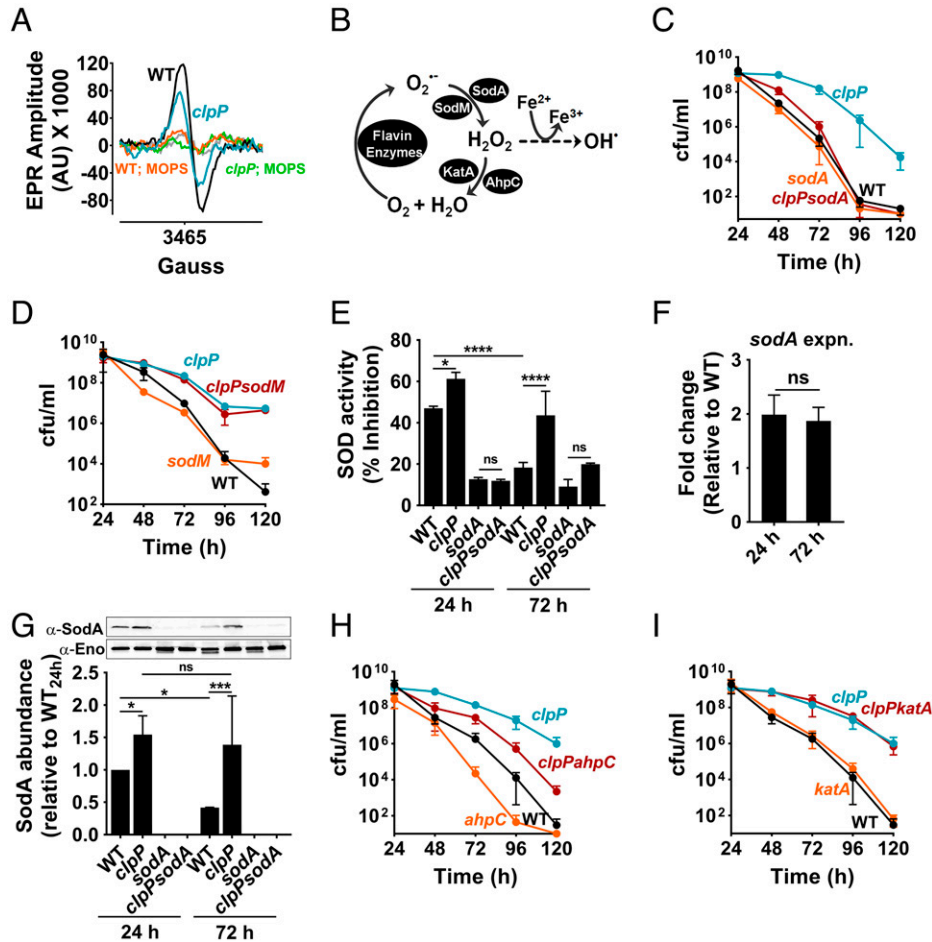 A
EPR Amplitude
(AU) X 1000
120
80
40
0
-40
-80
WT
clpP
WT; MOPS
clpP; MOPS
3465
Gauss
B
O2•-
SodA
SodM
Fe2+
Fe3+
Flavin
Enzymes
H2O2
OH•
KatA
AhpC
O2 + H2O
C
cfu/ml
10^10
10^8
10^6
10^4
10^2
clpP
sodA
WT
clpPsodA
24 48 72 96 120
Time (h)
D
cfu/ml
10^10
10^8
10^6
10^4
10^2
clpP
clpPsodM
sodM
WT
24 48 72 96 120
Time (h)
E
SOD activity
(% Inhibition)
80
60
40
20
0
****
*
****
ns
ns
WT clpP sodA clpPsodA WT clpP sodA clpPsodA
24 h 72 h
F
sodA expn.
Fold change
(Relative to WT)
3
2
1
0
ns
24 h 72 h
G
α-SodA
α-Eno
SodA abundance
(relative to WT24h)
2.5
2.0
1.5
1.0
0.5
0.0
ns
*
*
***
WT clpP sodA clpPsodA WT clpP sodA clpPsodA
24 h 72 h
H
cfu/ml
10^10
10^8
10^6
10^4
10^2
clpP
clpPahpC
ahpC
WT
24 48 72 96 120
Time (h)
I
cfu/ml
10^10
10^8
10^6
10^4
10^2
clpP
clpPkatA
katA
WT
24 48 72 96 120
Time (h)